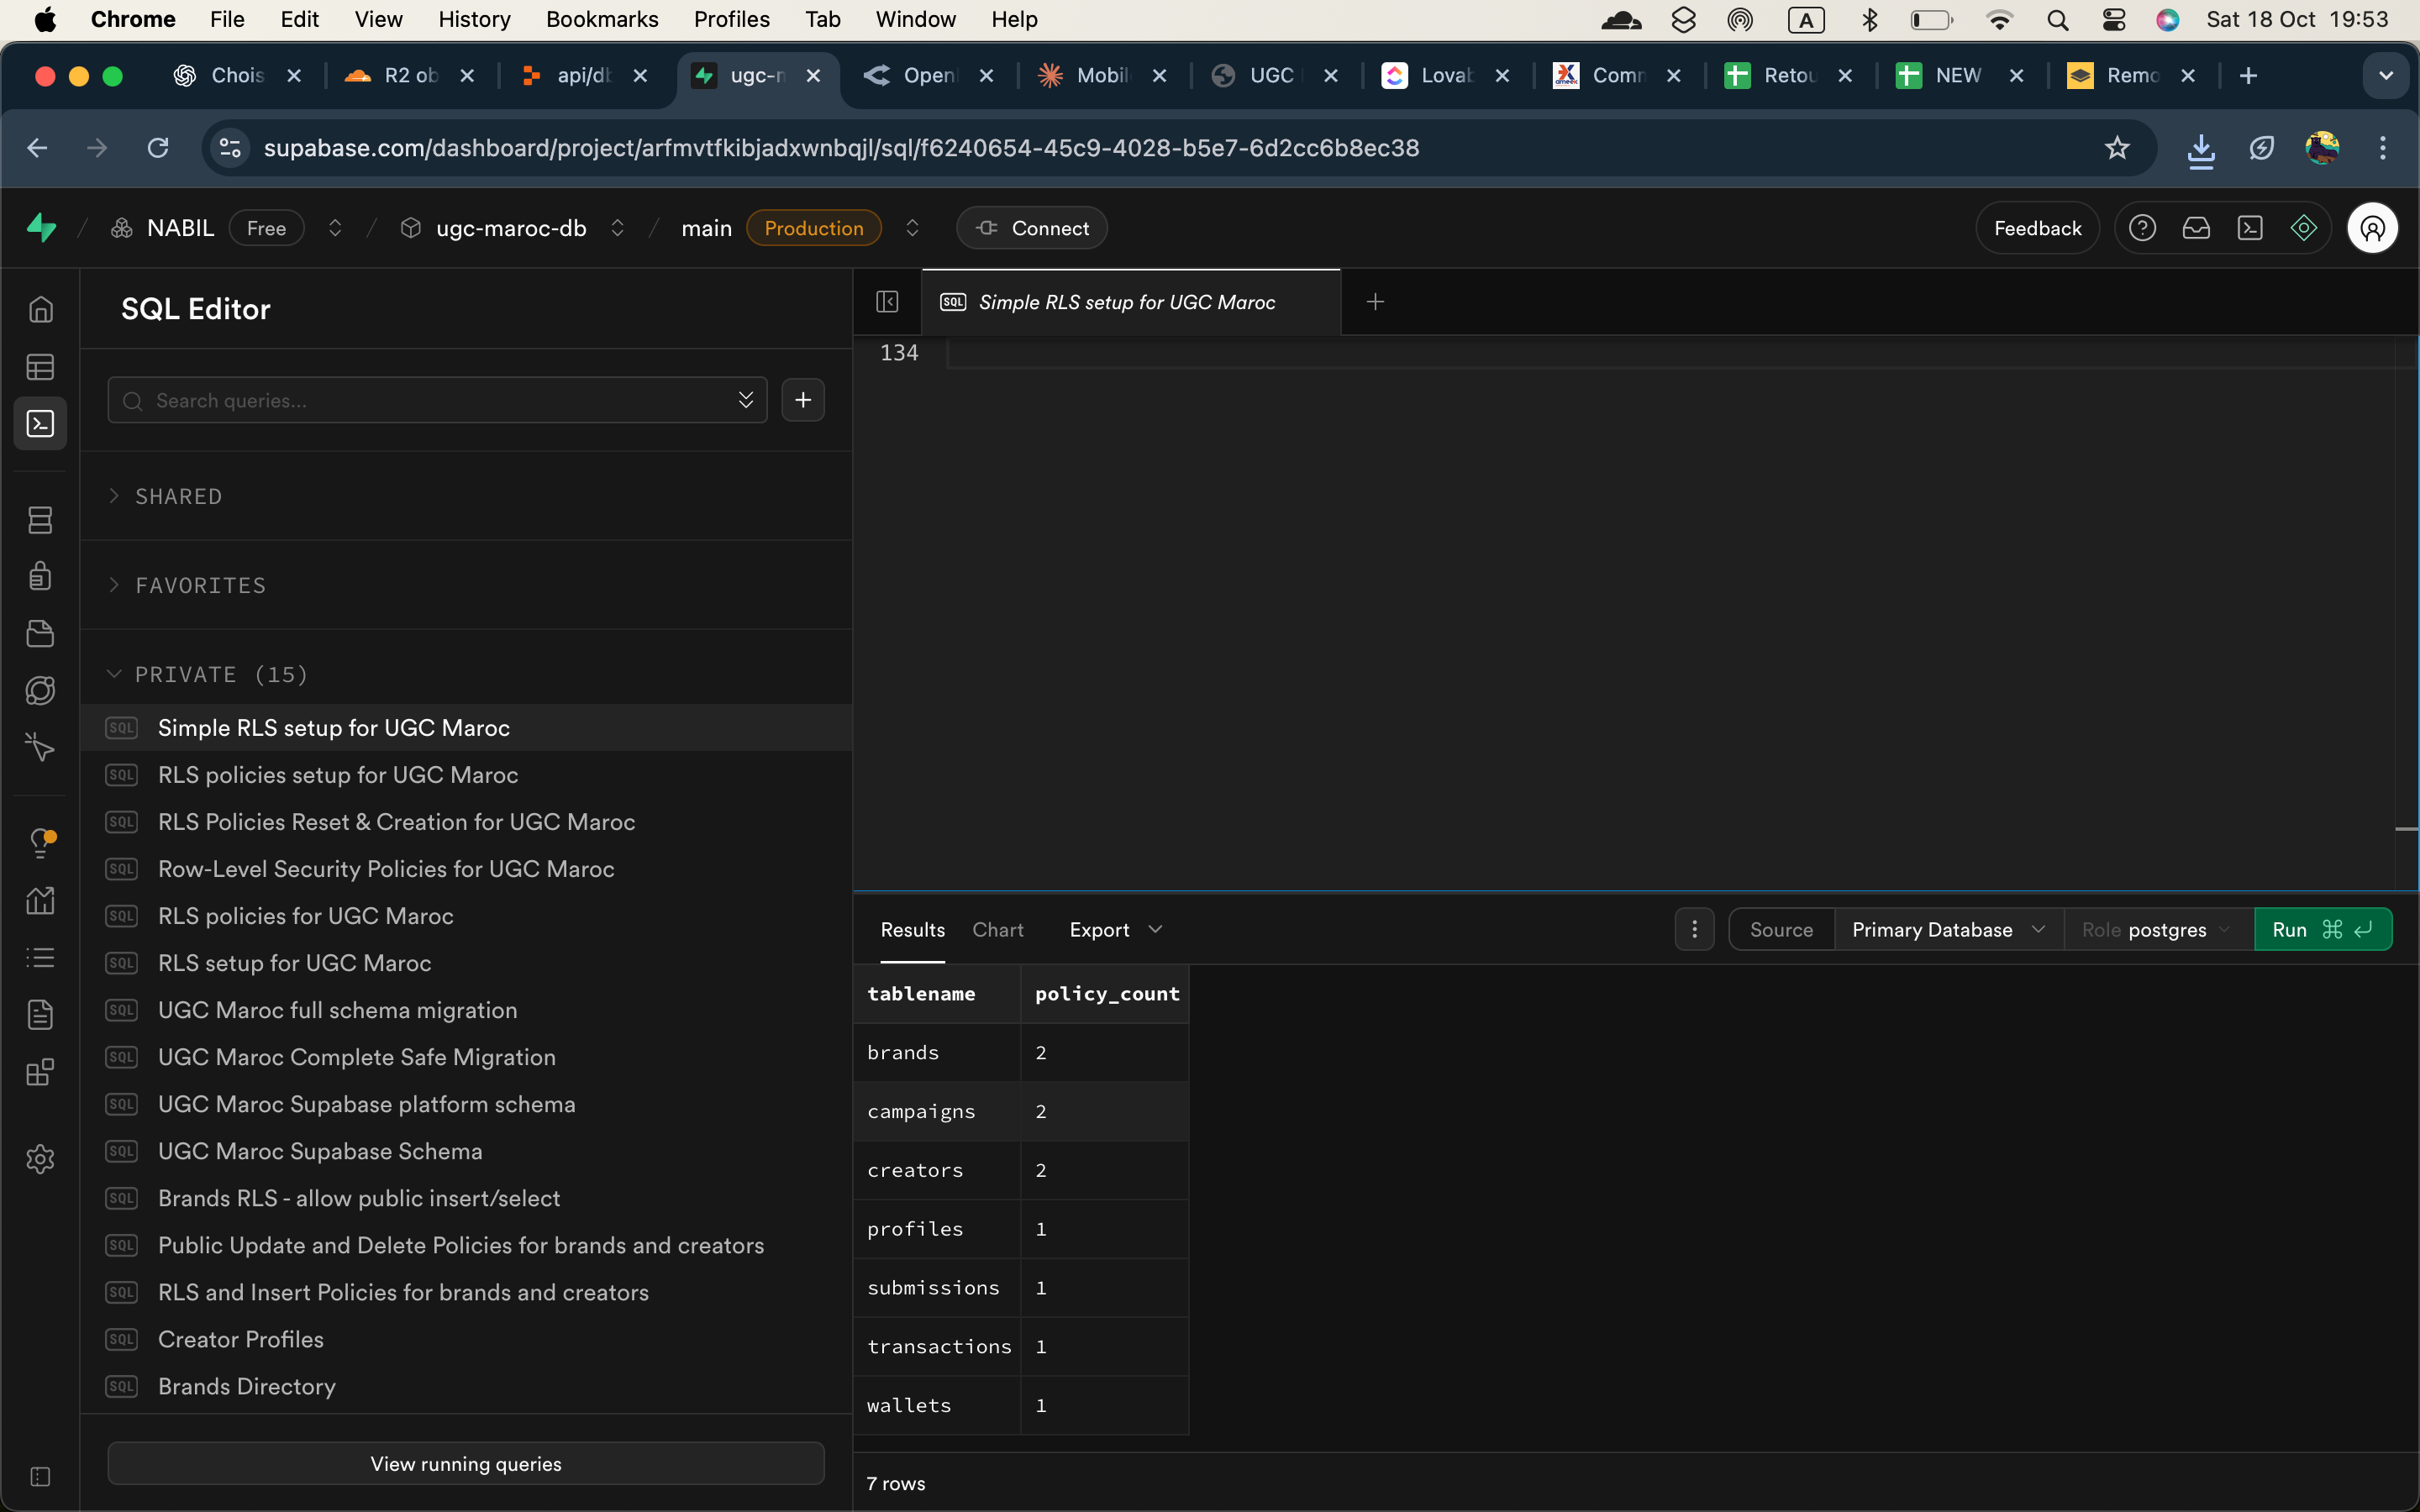 Chrome File Edit View History Bookmarks Profiles Tab Window Help A Sat 18 Oct 19:53
Chois R2 ob api/db ugc-m Open Mobil UGC Lovab Comm Retou NEW Remo
supabase.com/dashboard/project/arfmvtfkibjadxwnbqjl/sql/f6240654-45c9-4028-b5e7-6d2cc6b8ec38
/ NABIL Free / ugc-maroc-db / main Production Connect Feedback
SQL Editor
SQL Simple RLS setup for UGC Maroc
134
Search queries...
SHARED
FAVORITES
PRIVATE (15)
SQL Simple RLS setup for UGC Maroc
SQL RLS policies setup for UGC Maroc
SQL RLS Policies Reset & Creation for UGC Maroc
SQL Row-Level Security Policies for UGC Maroc
SQL RLS policies for UGC Maroc
SQL RLS setup for UGC Maroc
SQL UGC Maroc full schema migration
SQL UGC Maroc Complete Safe Migration
SQL UGC Maroc Supabase platform schema
SQL UGC Maroc Supabase Schema
SQL Brands RLS - allow public insert/select
SQL Public Update and Delete Policies for brands and creators
SQL RLS and Insert Policies for brands and creators
SQL Creator Profiles
SQL Brands Directory
View running queries
Results Chart Export Source Primary Database Role postgres Run ⌘ ↵
tablename policy_count
brands 2
campaigns 2
creators 2
profiles 1
submissions 1
transactions 1
wallets 1
7 rows